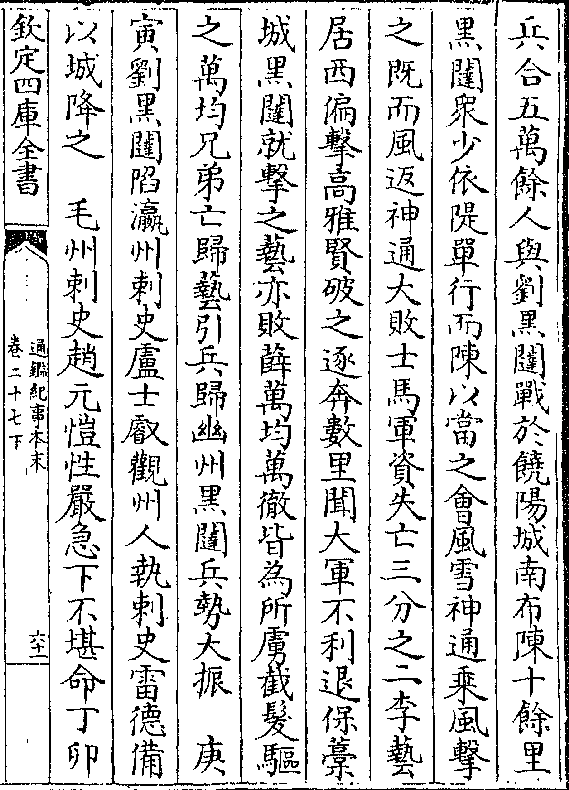 兵合五萬餘人與劉黑闥戰於饒陽城南布陳十餘里
黑闥衆少依隄單行而陳以當之會風雪神通乘風擊
之既而風返神通大敗士馬軍資失亡三分之二李藝
居西偏擊髙雅賢破之逐奔數里聞大軍不利退保藁
城黑闥就擊之藝亦敗薛萬均萬徹皆為所虜截髮驅
之萬均兄弟亡歸藝引兵歸幽州黑闥兵勢大振　庚
寅劉黑闥陷瀛州刺史盧士叡觀州人執刺史雷德備
以城降之　毛州刺史趙元愷性嚴急下不堪命丁卯
欽定四庫全書
通鑑紀事本末
卷二十七下
六十一